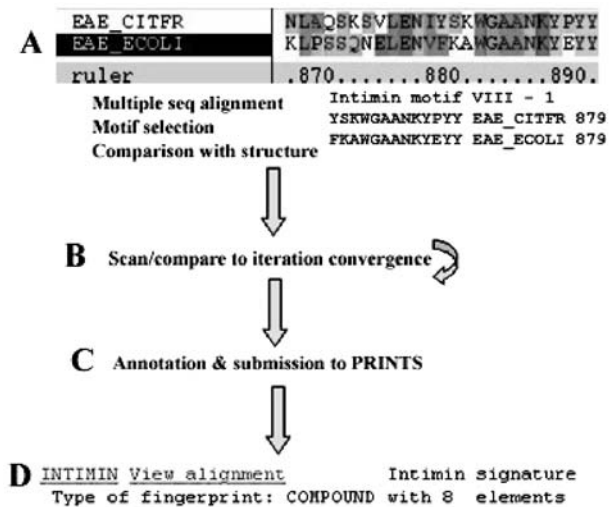 A
EAE_CITFR NLAQSKSVLENIYSKWGAANKYPYY
EAE_ECOLI KLPSSQNELENVFKAWGAANKYEYY
ruler .870.......880.......890.
Multiple seq alignment
Motif selection
Comparison with structure
Intimin motif VIII - 1
YSKWGAANKYPYY EAE_CITFR 879
FKAWGAANKYEYY EAE_ECOLI 879
B Scan/compare to iteration convergence
C Annotation & submission to PRINTS
D INTIMIN View alignment Intimin signature
Type of fingerprint: COMPOUND with 8 elements